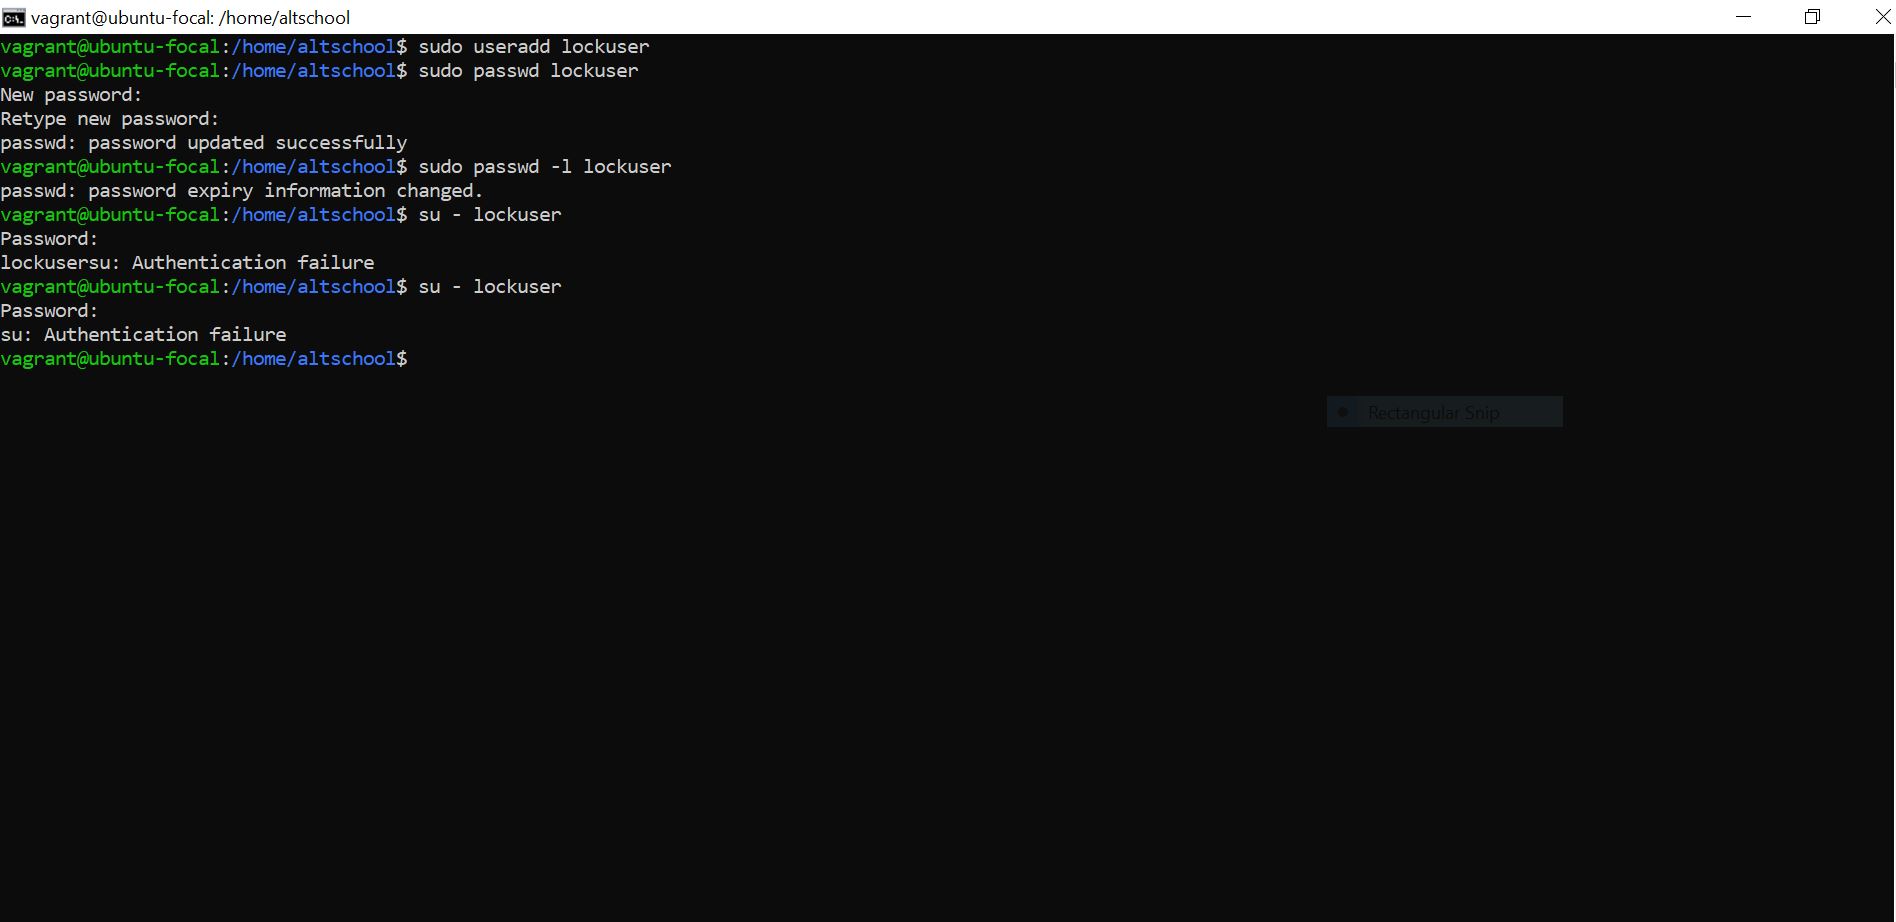 vagrant@ubuntu-focal: /home/altschool
vagrant@ubuntu-focal:/home/altschool$ sudo useradd lockuser
vagrant@ubuntu-focal:/home/altschool$ sudo passwd lockuser
New password:
Retype new password:
passwd: password updated successfully
vagrant@ubuntu-focal:/home/altschool$ sudo passwd -l lockuser
passwd: password expiry information changed.
vagrant@ubuntu-focal:/home/altschool$ su - lockuser
Password:
lockusersu: Authentication failure
vagrant@ubuntu-focal:/home/altschool$ su - lockuser
Password:
su: Authentication failure
vagrant@ubuntu-focal:/home/altschool$
Rectangular Snip